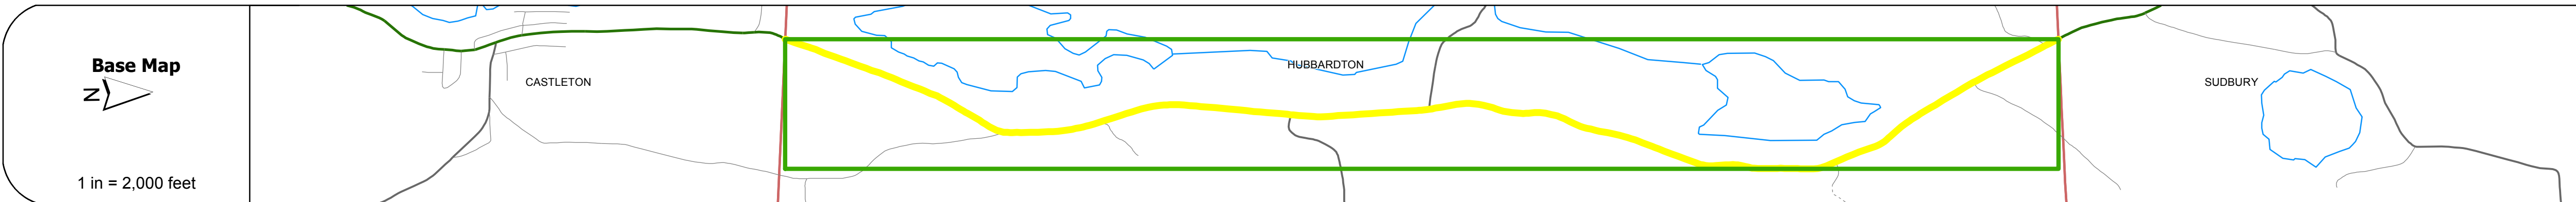 Base Map
N
1 in = 2,000 feet
CASTLETON
HUBBARDTON
SUDBURY